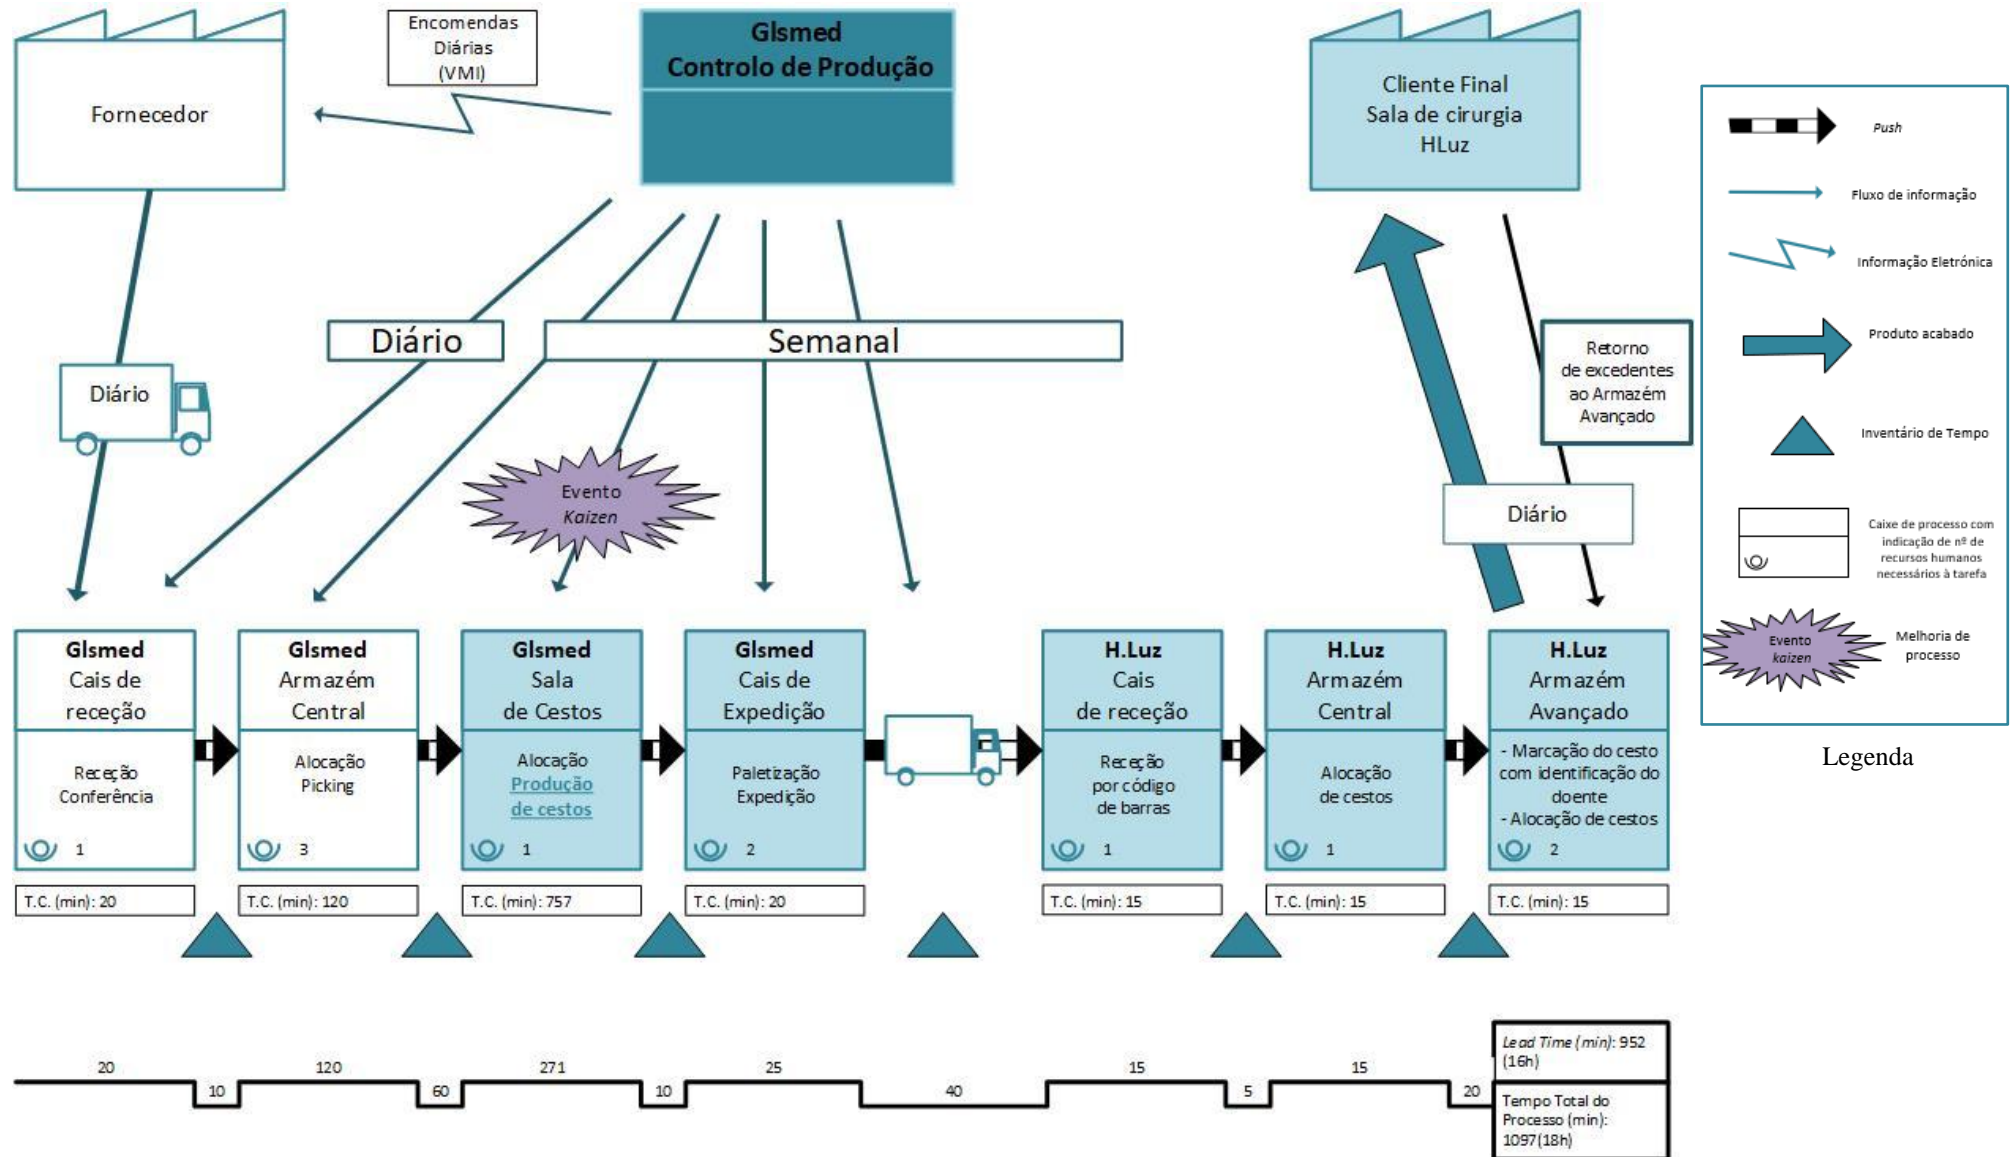 Encomendas
Diárias
(VMI)
Glsmed
Controlo de Produção
Fornecedor
Cliente Final
Sala de cirurgia
HLuz
Diário
Diário
Semanal
Evento
Kaizen
Retorno
de excedentes
ao Armazém
Avançado
Diário
Glsmed
Cais de
receção
Receção
Conferência
1
T.C. (min): 20
Glsmed
Armazém
Central
Alocação
Picking
3
T.C. (min): 120
Glsmed
Sala
de Cestos
Alocação
Produção
de cestos
1
T.C. (min): 757
Glsmed
Cais de
Expedição
Paletização
Expedição
2
T.C. (min): 20
H.Luz
Cais
de receção
Receção
por código
de barras
1
T.C. (min): 15
H.Luz
Armazém
Central
Alocação
de cestos
1
T.C. (min): 15
H.Luz
Armazém
Avançado
- Marcação do cesto
com identificação do
doente
- Alocação de cestos
2
T.C. (min): 15
20
10
120
60
271
10
25
40
15
5
15
20
Lead Time (min): 952
(16h)
Tempo Total do
Processo (min):
1097(18h)
Push
Fluxo de informação
Informação Eletrónica
Produto acabado
Inventário de Tempo
Caixe de processo com
indicação de nº de
recursos humanos
necessários à tarefa
Evento
kaizen
Melhoria de
processo
Legenda